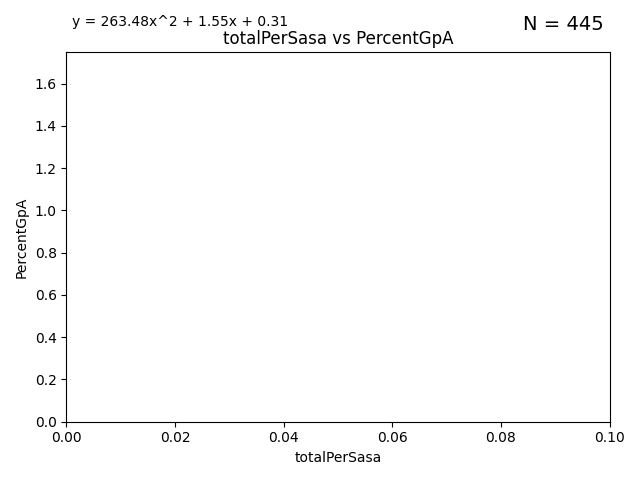 y = 263.48x^2 + 1.55x + 0.31
N = 445
totalPerSasa vs PercentGpA
1.6
1.4
1.2
1.0
0.8
0.6
0.4
0.2
0.0
PercentGpA
0.00 0.02 0.04 0.06 0.08 0.10
totalPerSasa